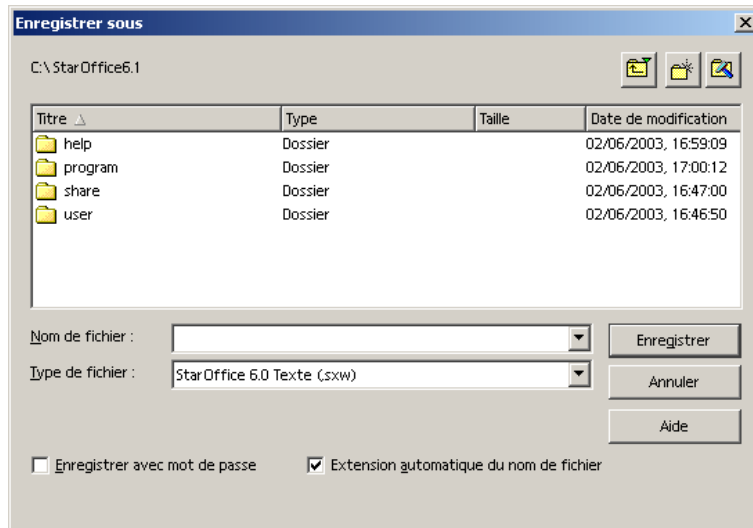 Enregistrer sous
C:\StarOffice6.1
Titre Type Taille Date de modification
help Dossier 02/06/2003, 16:59:09
program Dossier 02/06/2003, 17:00:12
share Dossier 02/06/2003, 16:47:00
user Dossier 02/06/2003, 16:46:50
Nom de fichier : Enregistrer
Type de fichier : StarOffice 6.0 Texte (.sxw) Annuler
Aide
Enregistrer avec mot de passe Extension automatique du nom de fichier